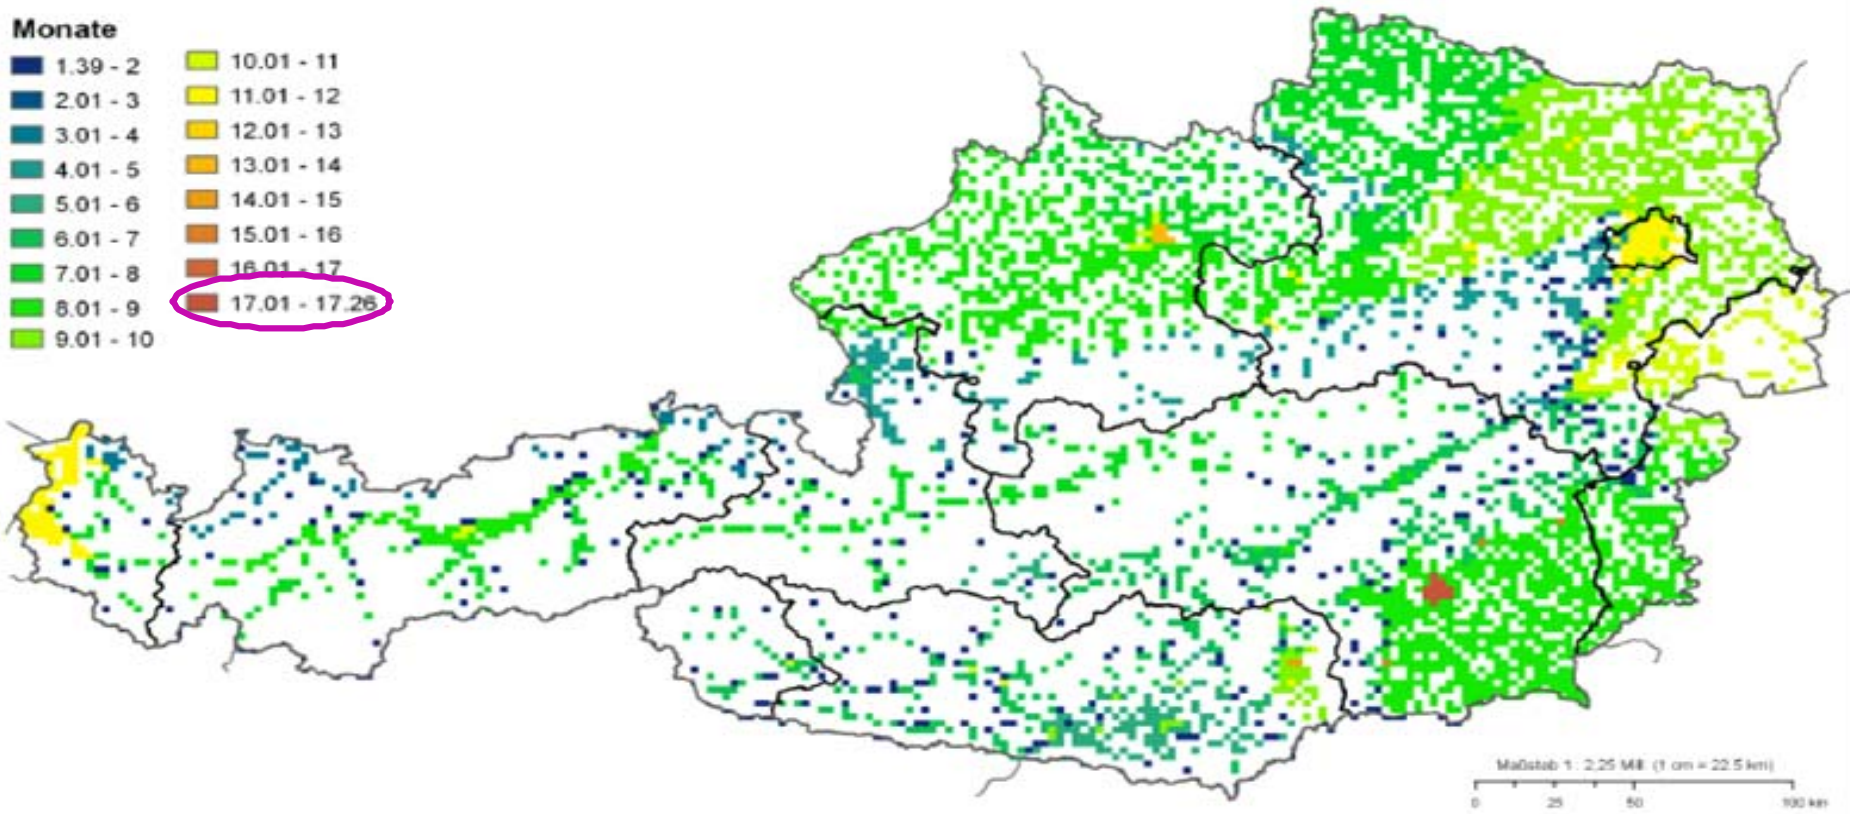 Monate
1.39 - 2
2.01 - 3
3.01 - 4
4.01 - 5
5.01 - 6
6.01 - 7
7.01 - 8
8.01 - 9
9.01 - 10
10.01 - 11
11.01 - 12
12.01 - 13
13.01 - 14
14.01 - 15
15.01 - 16
16.01 - 17
17.01 - 17.26
Maßstab 1 : 2,25 Mill. (1 cm = 22.5 km)
0 25 50 100 km